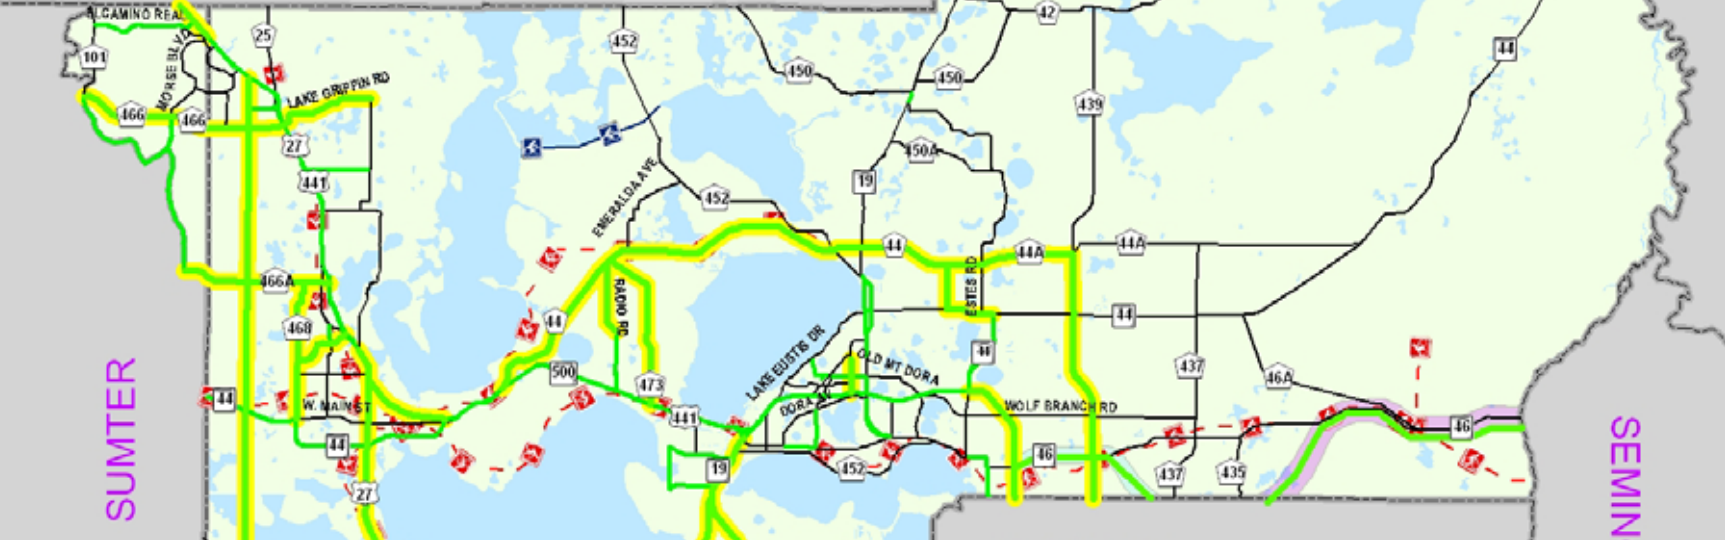 EL CAMINO REAL
25
452
42
44
101
MORSE BLVD
450
450
LAKE GRIFFIN RD
439
466
466
27
450A
441
EMERALDA AVE
452
19
44
44A
44A
466A
RADIO RD
ESTES RD
468
44
44
LAKE EUSTIS DR
OLD MT DORA
44
437
500
473
46A
SUMTER
44
W. MAIN ST
DORA AV
WOLF BRANCH RD
441
46
SEMIN
44
19
452
46
437
435
27